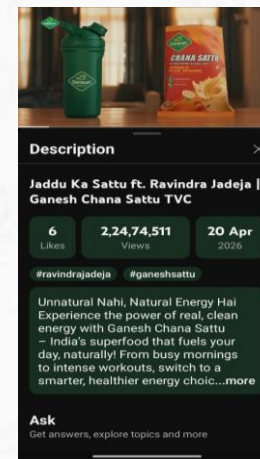 Ganesh
CHANA SATTU
Description
Jaddu Ka Sattu ft. Ravindra Jadeja |
Ganesh Chana Sattu TVC
6
Likes
2,24,74,511
Views
20 Apr
2026
#ravindrajadeja
#ganeshsattu
Unnatural Nahi, Natural Energy Hai
Experience the power of real, clean
energy with Ganesh Chana Sattu
– India's superfood that fuels your
day, naturally! From busy mornings
to intense workouts, switch to a
smarter, healthier energy choic...more
Ask
Get answers, explore topics and more